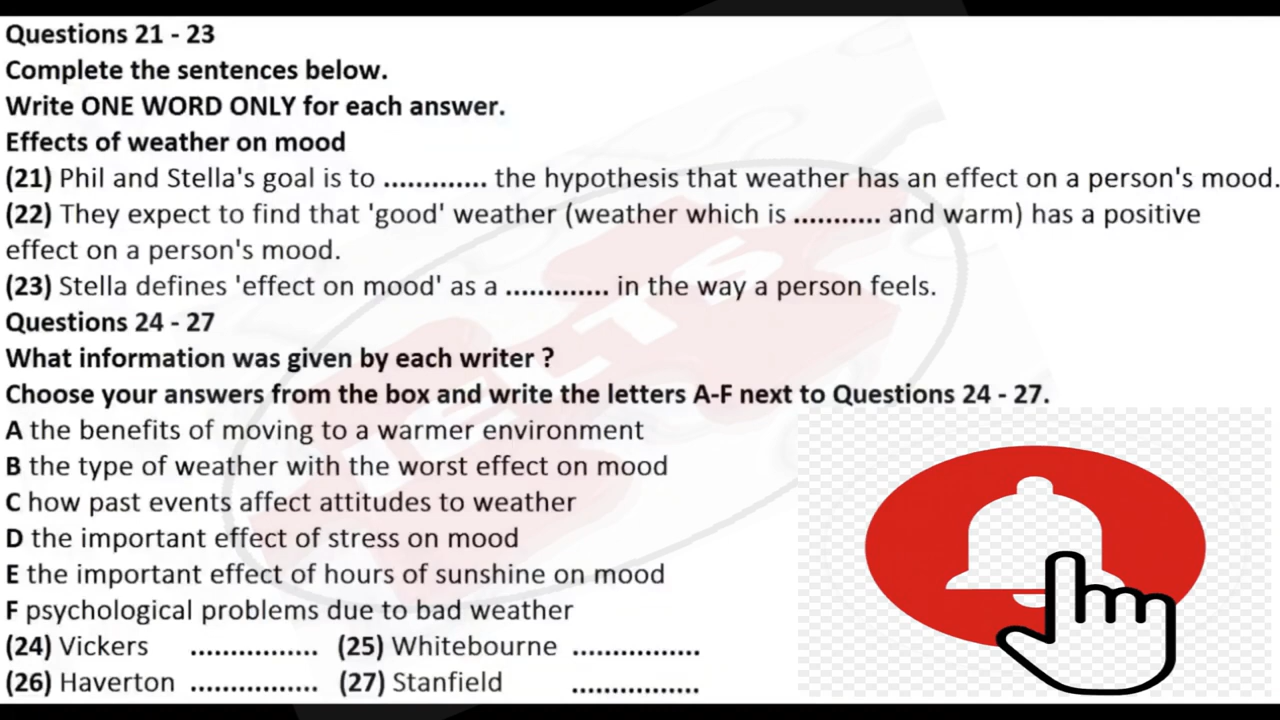 Questions 21 - 23
Complete the sentences below.
Write ONE WORD ONLY for each answer.
Effects of weather on mood
(21) Phil and Stella's goal is to ............. the hypothesis that weather has an effect on a person's mood.
(22) They expect to find that 'good' weather (weather which is ........... and warm) has a positive
effect on a person's mood.
(23) Stella defines 'effect on mood' as a ............. in the way a person feels.
Questions 24 - 27
What information was given by each writer ?
Choose your answers from the box and write the letters A-F next to Questions 24 - 27.
A the benefits of moving to a warmer environment
B the type of weather with the worst effect on mood
C how past events affect attitudes to weather
D the important effect of stress on mood
E the important effect of hours of sunshine on mood
F psychological problems due to bad weather
(24) Vickers ................ (25) Whitebourne ................
(26) Haverton ................ (27) Stanfield ................
IELTS